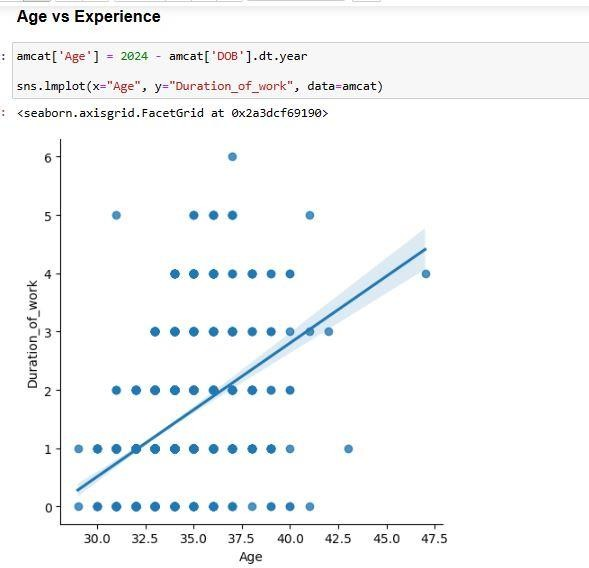 Age vs Experience
: amcat['Age'] = 2024 - amcat['DOB'].dt.year
sns.lmplot(x="Age", y="Duration_of_work", data=amcat)
: <seaborn.axisgrid.FacetGrid at 0x2a3dcf69190>
6
5
4
3
2
1
0
Duration_of_work
30.0 32.5 35.0 37.5 40.0 42.5 45.0 47.5
Age